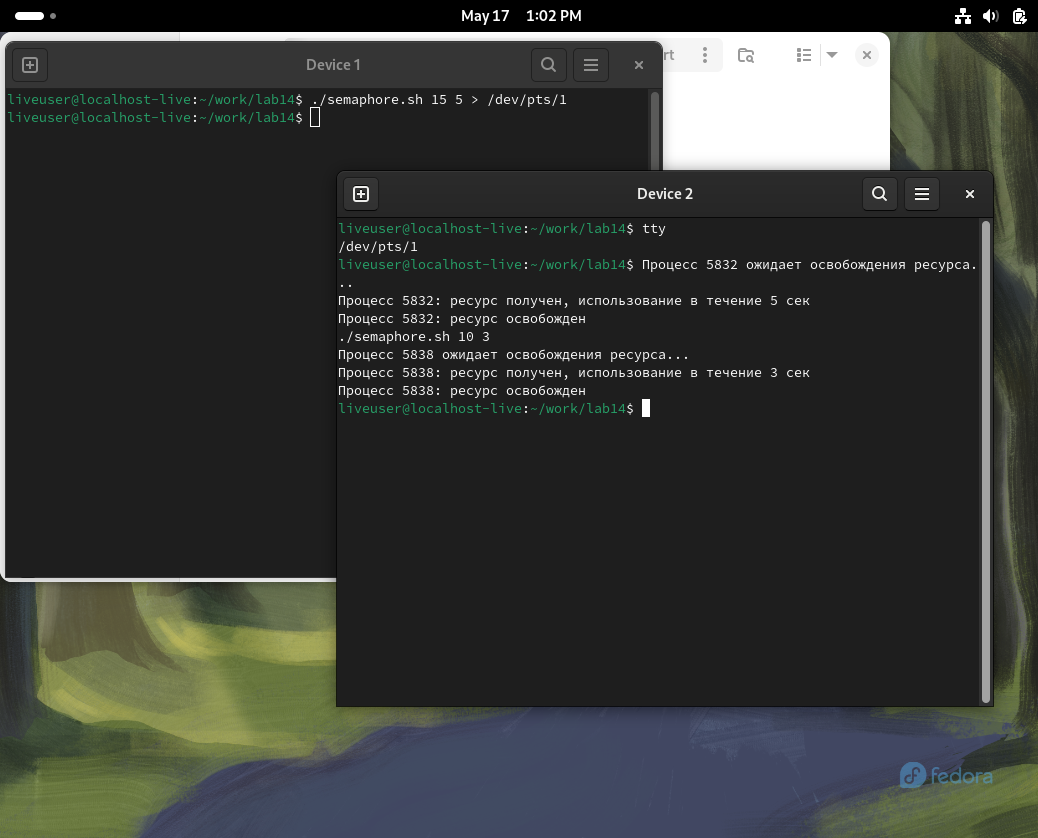 May 17 1:02 PM
Device 1
rt
liveuser@localhost-live:~/work/lab14$ ./semaphore.sh 15 5 > /dev/pts/1
liveuser@localhost-live:~/work/lab14$
Device 2
liveuser@localhost-live:~/work/lab14$ tty
/dev/pts/1
liveuser@localhost-live:~/work/lab14$ Процесс 5832 ожидает освобождения ресурса.
..
Процесс 5832: ресурс получен, использование в течение 5 сек
Процесс 5832: ресурс освобожден
./semaphore.sh 10 3
Процесс 5838 ожидает освобождения ресурса...
Процесс 5838: ресурс получен, использование в течение 3 сек
Процесс 5838: ресурс освобожден
liveuser@localhost-live:~/work/lab14$
fedora